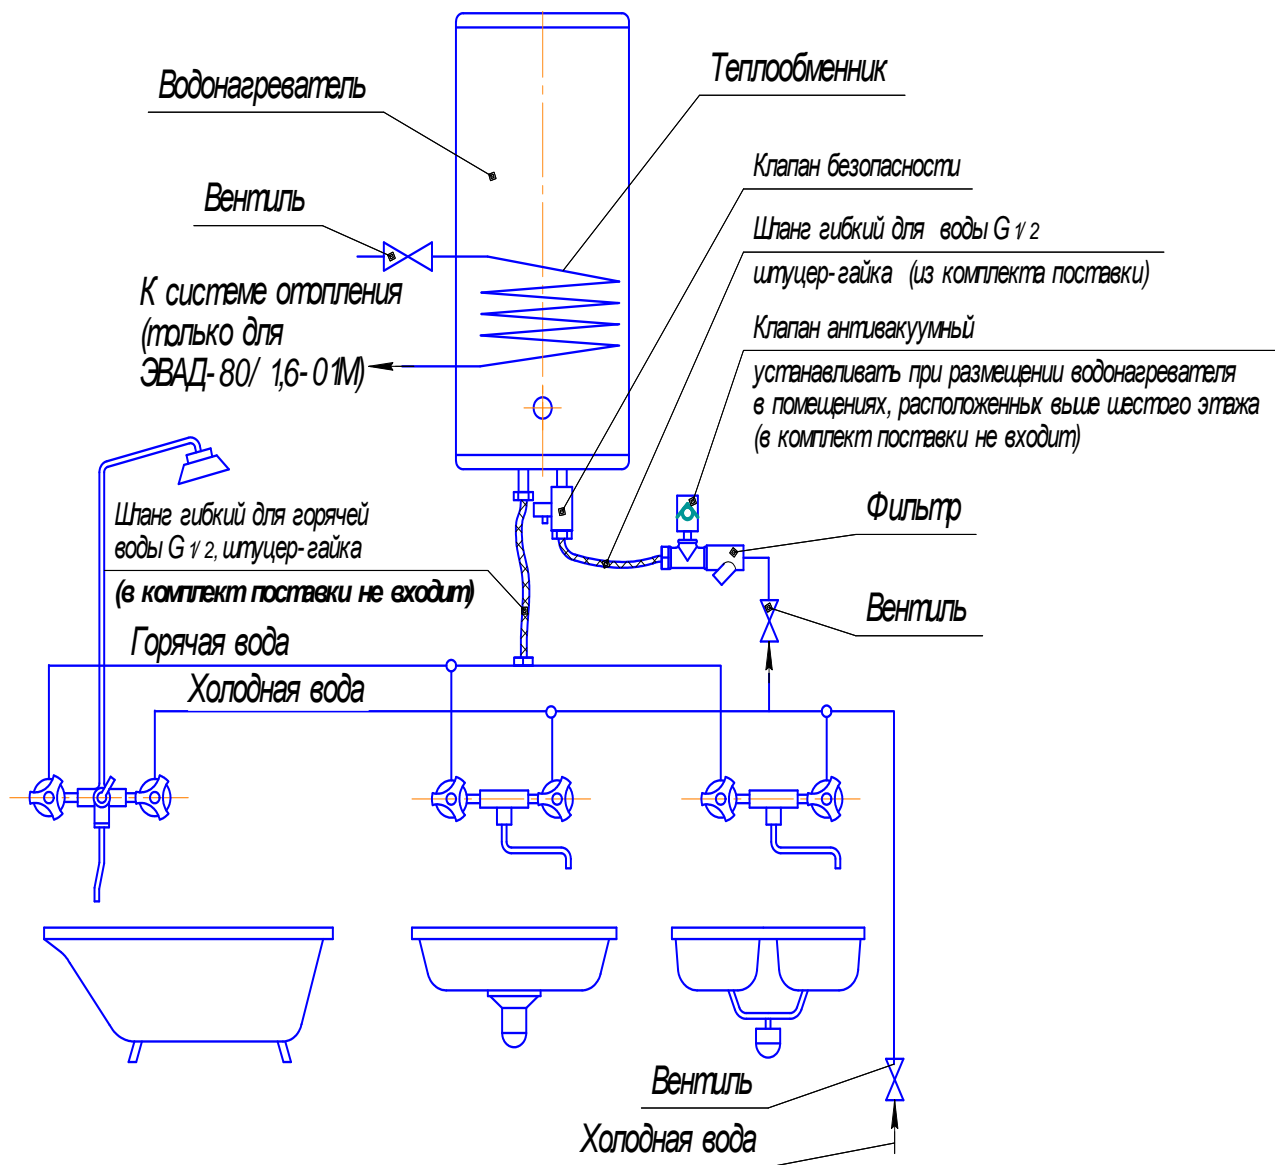 Водонагреватель
Теплообменник
Вентиль
Клапан безопасности
Шланг гибкий для воды G 1/2
штуцер-гайка (из комплекта поставки)
К системе отопления
(только для
ЭВАД-80/1,6-01М)
Клапан антивакуумный
устанавливать при размещении водонагревателя
в помещениях, расположенных выше шестого этажа
(в комплект поставки не входит)
Шланг гибкий для горячей
воды G 1/2, штуцер-гайка
(в комплект поставки не входит)
Фильтр
Вентиль
Горячая вода
Холодная вода
Вентиль
Холодная вода